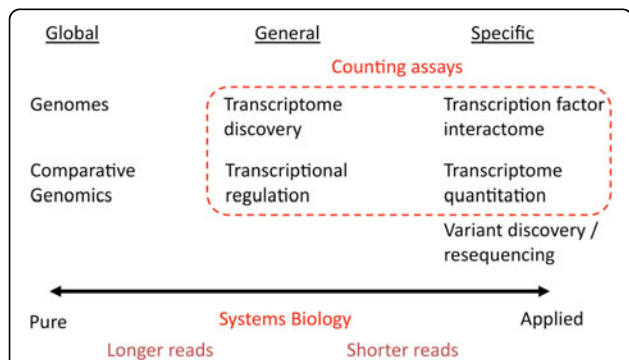 Global General Specific
Counting assays
Genomes Transcriptome Transcription factor
discovery interactome
Comparative Transcriptional Transcriptome
Genomics regulation quantitation
Variant discovery /
resequencing
Pure Systems Biology Applied
Longer reads Shorter reads